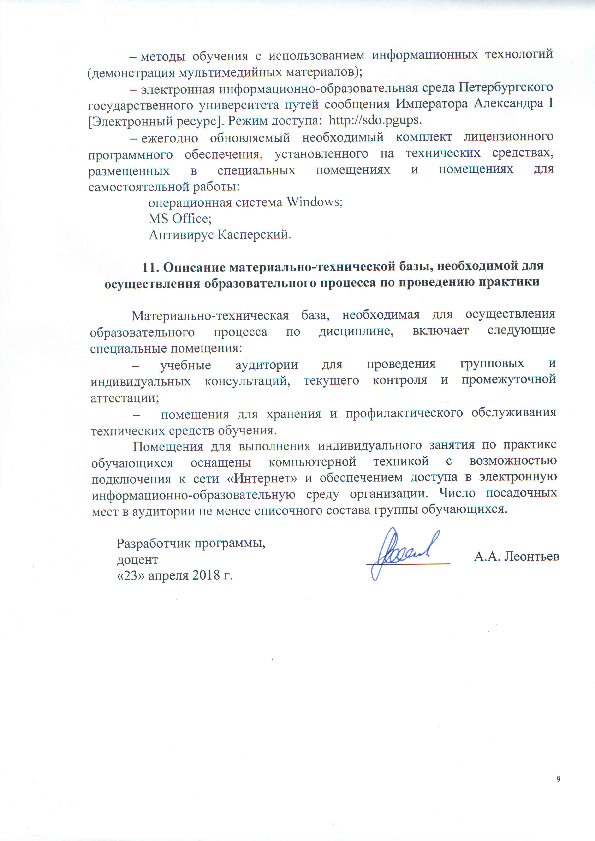 – методы обучения с использованием информационных технологий
(демонстрация мультимедийных материалов);
– электронная информационно-образовательная среда Петербургского
государственного университета путей сообщения Императора Александра I
[Электронный ресурс]. Режим доступа: http://sdo.pgups.
– ежегодно обновляемый необходимый комплект лицензионного
программного обеспечения, установленного на технических средствах,
размещенных в специальных помещениях и помещениях для
самостоятельной работы:
операционная система Windows;
MS Office;
Антивирус Касперский.
11. Описание материально-технической базы, необходимой для
осуществления образовательного процесса по проведению практики
Материально-техническая база, необходимая для осуществления
образовательного процесса по дисциплине, включает следующие
специальные помещения:
– учебные аудитории для проведения групповых и
индивидуальных консультаций, текущего контроля и промежуточной
аттестации;
– помещения для хранения и профилактического обслуживания
технических средств обучения.
Помещения для выполнения индивидуального занятия по практике
обучающихся оснащены компьютерной техникой с возможностью
подключения к сети «Интернет» и обеспечением доступа в электронную
информационно-образовательную среду организации. Число посадочных
мест в аудитории не менее списочного состава группы обучающихся.
Разработчик программы,
доцент А.А. Леонтьев
«23» апреля 2018 г.
9